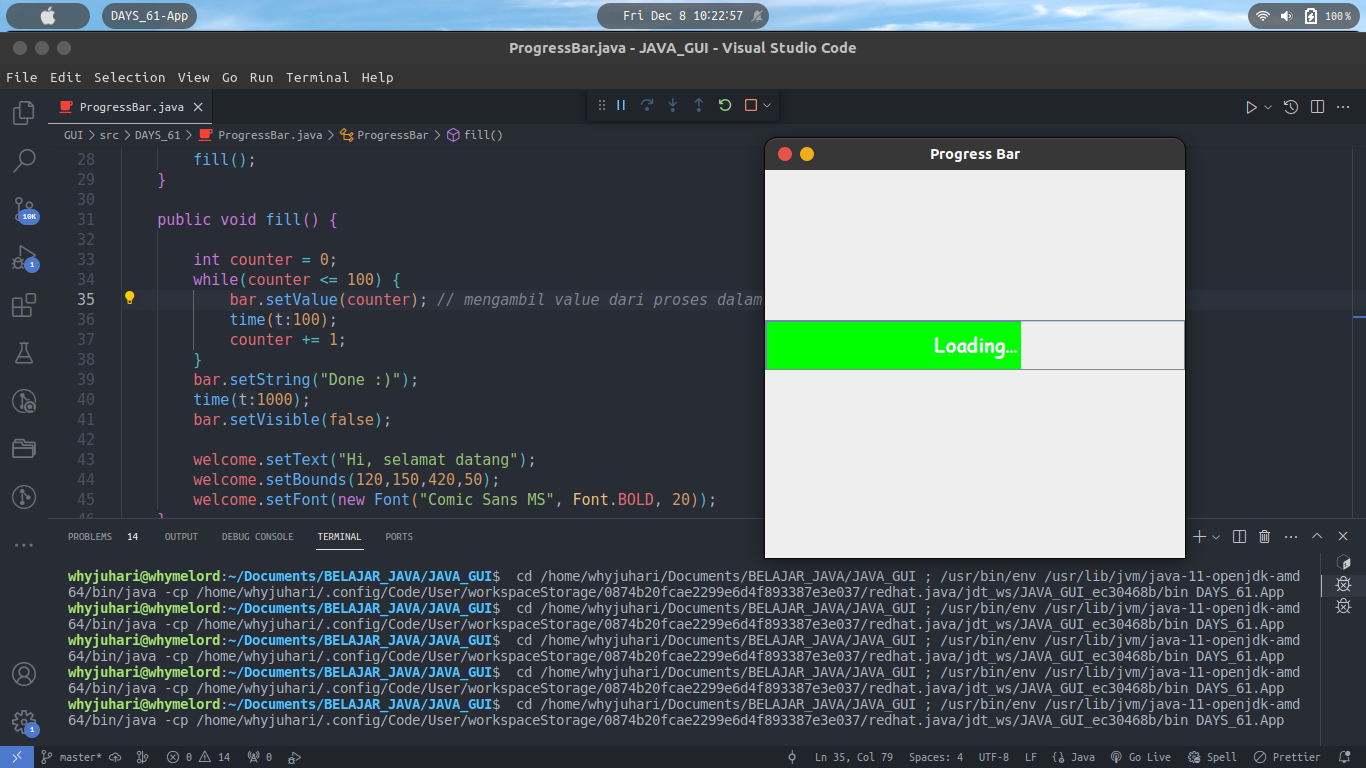 DAYS_61-App
Fri Dec 8 10:22:57
100 %
ProgressBar.java - JAVA_GUI - Visual Studio Code
File Edit Selection View Go Run Terminal Help
ProgressBar.java
GUI > src > DAYS_61 > ProgressBar.java > ProgressBar > fill()
28 fill();
29 }
30
31 public void fill() {
32
33 int counter = 0;
34 while(counter <= 100) {
35 bar.setValue(counter); // mengambil value dari proses dalam
36 time(t:100);
37 counter += 1;
38 }
39 bar.setString("Done :)");
40 time(t:1000);
41 bar.setVisible(false);
42
43 welcome.setText("Hi, selamat datang");
44 welcome.setBounds(120,150,420,50);
45 welcome.setFont(new Font("Comic Sans MS", Font.BOLD, 20));
Progress Bar
Loading...
10K
1
PROBLEMS 14 OUTPUT DEBUG CONSOLE TERMINAL PORTS
whyjuhari@whymelord:~/Documents/BELAJAR_JAVA/JAVA_GUI$ cd /home/whyjuhari/Documents/BELAJAR_JAVA/JAVA_GUI ; /usr/bin/env /usr/lib/jvm/java-11-openjdk-amd
64/bin/java -cp /home/whyjuhari/.config/Code/User/workspaceStorage/0874b20fcae2299e6d4f893387e3e037/redhat.java/jdt_ws/JAVA_GUI_ec30468b/bin DAYS_61.App
whyjuhari@whymelord:~/Documents/BELAJAR_JAVA/JAVA_GUI$ cd /home/whyjuhari/Documents/BELAJAR_JAVA/JAVA_GUI ; /usr/bin/env /usr/lib/jvm/java-11-openjdk-amd
64/bin/java -cp /home/whyjuhari/.config/Code/User/workspaceStorage/0874b20fcae2299e6d4f893387e3e037/redhat.java/jdt_ws/JAVA_GUI_ec30468b/bin DAYS_61.App
whyjuhari@whymelord:~/Documents/BELAJAR_JAVA/JAVA_GUI$ cd /home/whyjuhari/Documents/BELAJAR_JAVA/JAVA_GUI ; /usr/bin/env /usr/lib/jvm/java-11-openjdk-amd
64/bin/java -cp /home/whyjuhari/.config/Code/User/workspaceStorage/0874b20fcae2299e6d4f893387e3e037/redhat.java/jdt_ws/JAVA_GUI_ec30468b/bin DAYS_61.App
whyjuhari@whymelord:~/Documents/BELAJAR_JAVA/JAVA_GUI$ cd /home/whyjuhari/Documents/BELAJAR_JAVA/JAVA_GUI ; /usr/bin/env /usr/lib/jvm/java-11-openjdk-amd
64/bin/java -cp /home/whyjuhari/.config/Code/User/workspaceStorage/0874b20fcae2299e6d4f893387e3e037/redhat.java/jdt_ws/JAVA_GUI_ec30468b/bin DAYS_61.App
whyjuhari@whymelord:~/Documents/BELAJAR_JAVA/JAVA_GUI$ cd /home/whyjuhari/Documents/BELAJAR_JAVA/JAVA_GUI ; /usr/bin/env /usr/lib/jvm/java-11-openjdk-amd
64/bin/java -cp /home/whyjuhari/.config/Code/User/workspaceStorage/0874b20fcae2299e6d4f893387e3e037/redhat.java/jdt_ws/JAVA_GUI_ec30468b/bin DAYS_61.App
1
master* 0 14 0 Ln 35, Col 79 Spaces: 4 UTF-8 LF {} Java Go Live Spell Prettier